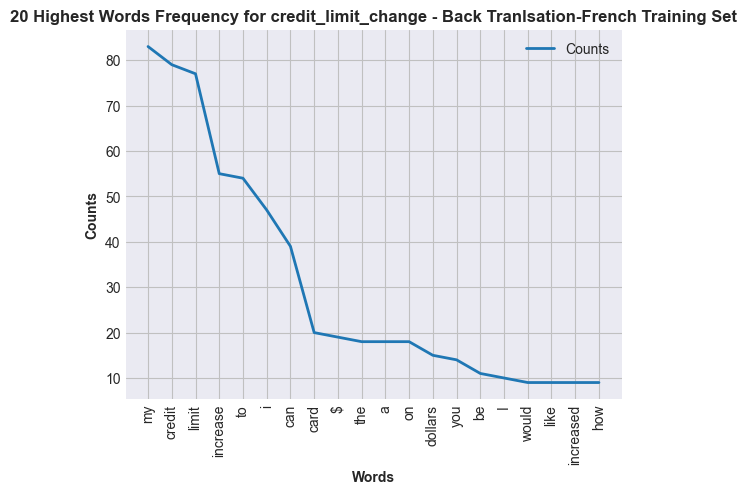 20 Highest Words Frequency for credit_limit_change - Back Tranlsation-French Training Set
Counts
80
70
60
50
40
30
20
10
Counts
my
credit
limit
increase
to
i
can
card
$
the
a
on
dollars
you
be
I
would
like
increased
how
Words